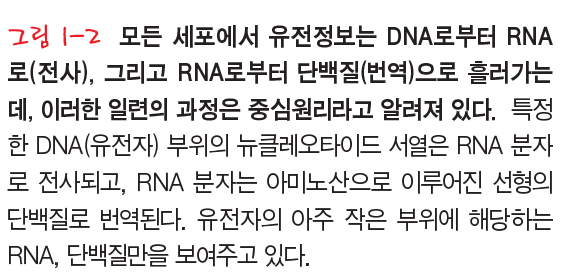 그림 1-2 모든 세포에서 유전정보는 DNA로부터 RNA
로(전사), 그리고 RNA로부터 단백질(번역)으로 흘러가는
데, 이러한 일련의 과정은 중심원리라고 알려져 있다. 특정
한 DNA(유전자) 부위의 뉴클레오타이드 서열은 RNA 분자
로 전사되고, RNA 분자는 아미노산으로 이루어진 선형의
단백질로 번역된다. 유전자의 아주 작은 부위에 해당하는
RNA, 단백질만을 보여주고 있다.